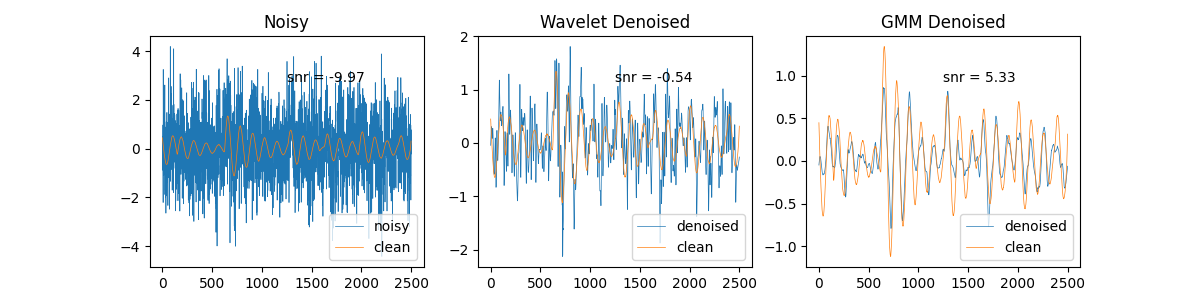 Noisy
4
2
0
−2
−4
snr = -9.97
noisy
clean
0 500 1000 1500 2000 2500
Wavelet Denoised
2
1
0
−1
−2
snr = -0.54
denoised
clean
0 500 1000 1500 2000 2500
GMM Denoised
1.0
0.5
0.0
−0.5
−1.0
snr = 5.33
denoised
clean
0 500 1000 1500 2000 2500